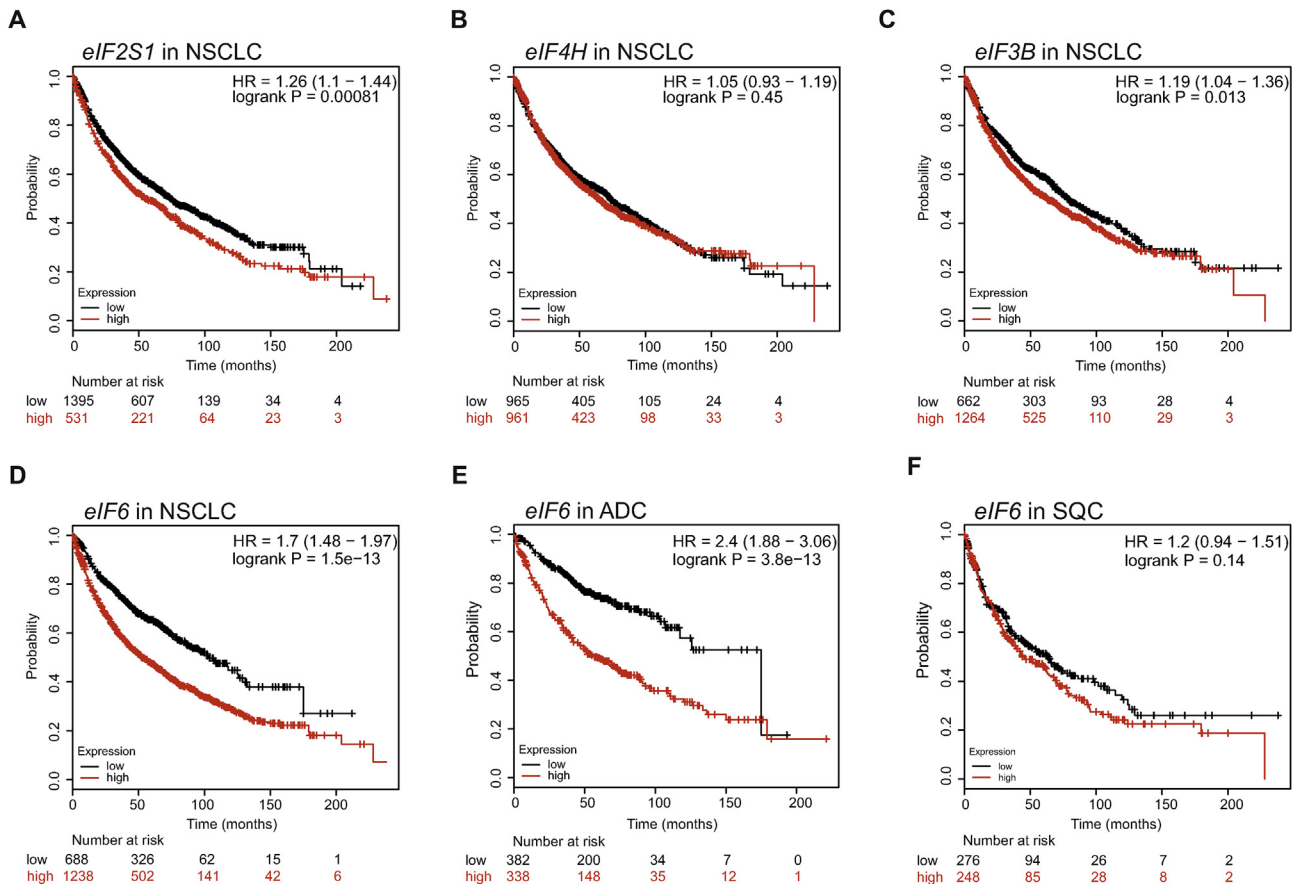 A
eIF2S1 in NSCLC
HR = 1.26 (1.1 − 1.44)
logrank P = 0.00081
Probability
1.0
0.8
0.6
0.4
0.2
0.0
Expression
low
high
0 50 100 150 200
Time (months)
Number at risk
low 1395 607 139 34 4
high 531 221 64 23 3
B
eIF4H in NSCLC
HR = 1.05 (0.93 − 1.19)
logrank P = 0.45
Probability
1.0
0.8
0.6
0.4
0.2
0.0
Expression
low
high
0 50 100 150 200
Time (months)
Number at risk
low 965 405 105 24 4
high 961 423 98 33 3
C
eIF3B in NSCLC
HR = 1.19 (1.04 − 1.36)
logrank P = 0.013
Probability
1.0
0.8
0.6
0.4
0.2
0.0
Expression
low
high
0 50 100 150 200
Time (months)
Number at risk
low 662 303 93 28 4
high 1264 525 110 29 3
D
eIF6 in NSCLC
HR = 1.7 (1.48 − 1.97)
logrank P = 1.5e−13
Probability
1.0
0.8
0.6
0.4
0.2
0.0
Expression
low
high
0 50 100 150 200
Time (months)
Number at risk
low 688 326 62 15 1
high 1238 502 141 42 6
E
eIF6 in ADC
HR = 2.4 (1.88 − 3.06)
logrank P = 3.8e−13
Probability
1.0
0.8
0.6
0.4
0.2
0.0
Expression
low
high
0 50 100 150 200
Time (months)
Number at risk
low 382 200 34 7 0
high 338 148 35 12 1
F
eIF6 in SQC
HR = 1.2 (0.94 − 1.51)
logrank P = 0.14
Probability
1.0
0.8
0.6
0.4
0.2
0.0
Expression
low
high
0 50 100 150 200
Time (months)
Number at risk
low 276 94 26 7 2
high 248 85 28 8 2